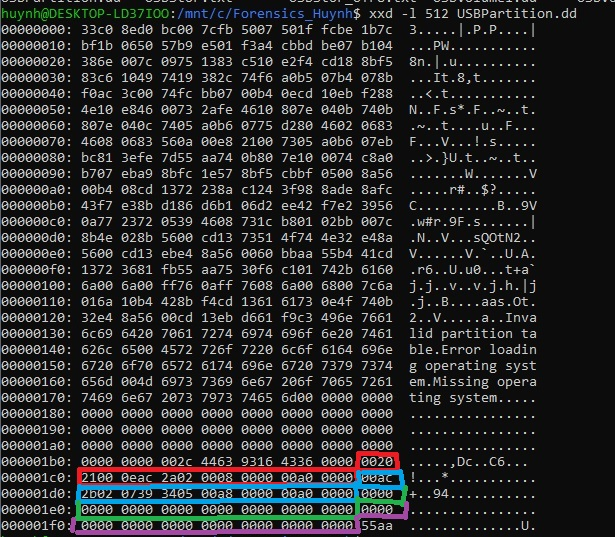 huynh@DESKTOP-LD37IOO:/mnt/c/Forensics_Huynh$ xxd -l 512 USBPartition.dd
00000000: 33c0 8ed0 bc00 7cfb 5007 501f fcbe 1b7c 3.....|.P.P....|
00000010: bf1b 0650 57b9 e501 f3a4 cbbd be07 b104 ...PW...........
00000020: 386e 007c 0975 1383 c510 e2f4 cd18 8bf5 8n.|.u..........
00000030: 83c6 1049 7419 382c 74f6 a0b5 07b4 078b ...It.8,t.......
00000040: f0ac 3c00 74fc bb07 00b4 0ecd 10eb f288 ..<.t...........
00000050: 4e10 e846 0073 2afe 4610 807e 040b 740b N..F.s*.F..~..t.
00000060: 807e 040c 7405 a0b6 0775 d280 4602 0683 .~..t....u..F...
00000070: 4608 0683 560a 00e8 2100 7305 a0b6 07eb F...V...!.s.....
00000080: bc81 3efe 7d55 aa74 0b80 7e10 0074 c8a0 ..>.}U.t..~..t..
00000090: b707 eba9 8bfc 1e57 8bf5 cbbf 0500 8a56 .......W.......V
000000a0: 00b4 08cd 1372 238a c124 3f98 8ade 8afc .....r#..$?.....
000000b0: 43f7 e38b d186 d6b1 06d2 ee42 f7e2 3956 C..........B..9V
000000c0: 0a77 2372 0539 4608 731c b801 02bb 007c .w#r.9F.s......|
000000d0: 8b4e 028b 5600 cd13 7351 4f74 4e32 e48a .N..V...sQOtN2..
000000e0: 5600 cd13 ebe4 8a56 0060 bbaa 55b4 41cd V......V.`..U.A.
000000f0: 1372 3681 fb55 aa75 30f6 c101 742b 6160 .r6..U.u0...t+a`
00000100: 6a00 6a00 ff76 0aff 7608 6a00 6800 7c6a j.j..v..v.j.h.|j
00000110: 016a 10b4 428b f4cd 1361 6173 0e4f 740b .j..B....aas.Ot.
00000120: 32e4 8a56 00cd 13eb d661 f9c3 496e 7661 2..V.....a..Inva
00000130: 6c69 6420 7061 7274 6974 696f 6e20 7461 lid partition ta
00000140: 626c 6500 4572 726f 7220 6c6f 6164 696e ble.Error loadin
00000150: 6720 6f70 6572 6174 696e 6720 7379 7374 g operating syst
00000160: 656d 004d 6973 7369 6e67 206f 7065 7261 em.Missing opera
00000170: 7469 6e67 2073 7973 7465 6d00 0000 0000 ting system.....
00000180: 0000 0000 0000 0000 0000 0000 0000 0000 ................
00000190: 0000 0000 0000 0000 0000 0000 0000 0000 ................
000001a0: 0000 0000 0000 0000 0000 0000 0000 0000 ................
000001b0: 0000 0000 002c 4463 9316 4336 0000 0020 .....,Dc..C6...
000001c0: 2100 0eac 2a02 0008 0000 00a0 0000 00ac !...*...........
000001d0: 2b02 0739 3405 00a8 0000 00a0 0000 0000 +..94...........
000001e0: 0000 0000 0000 0000 0000 0000 0000 0000 ................
000001f0: 0000 0000 0000 0000 0000 0000 0000 55aa ..............U.